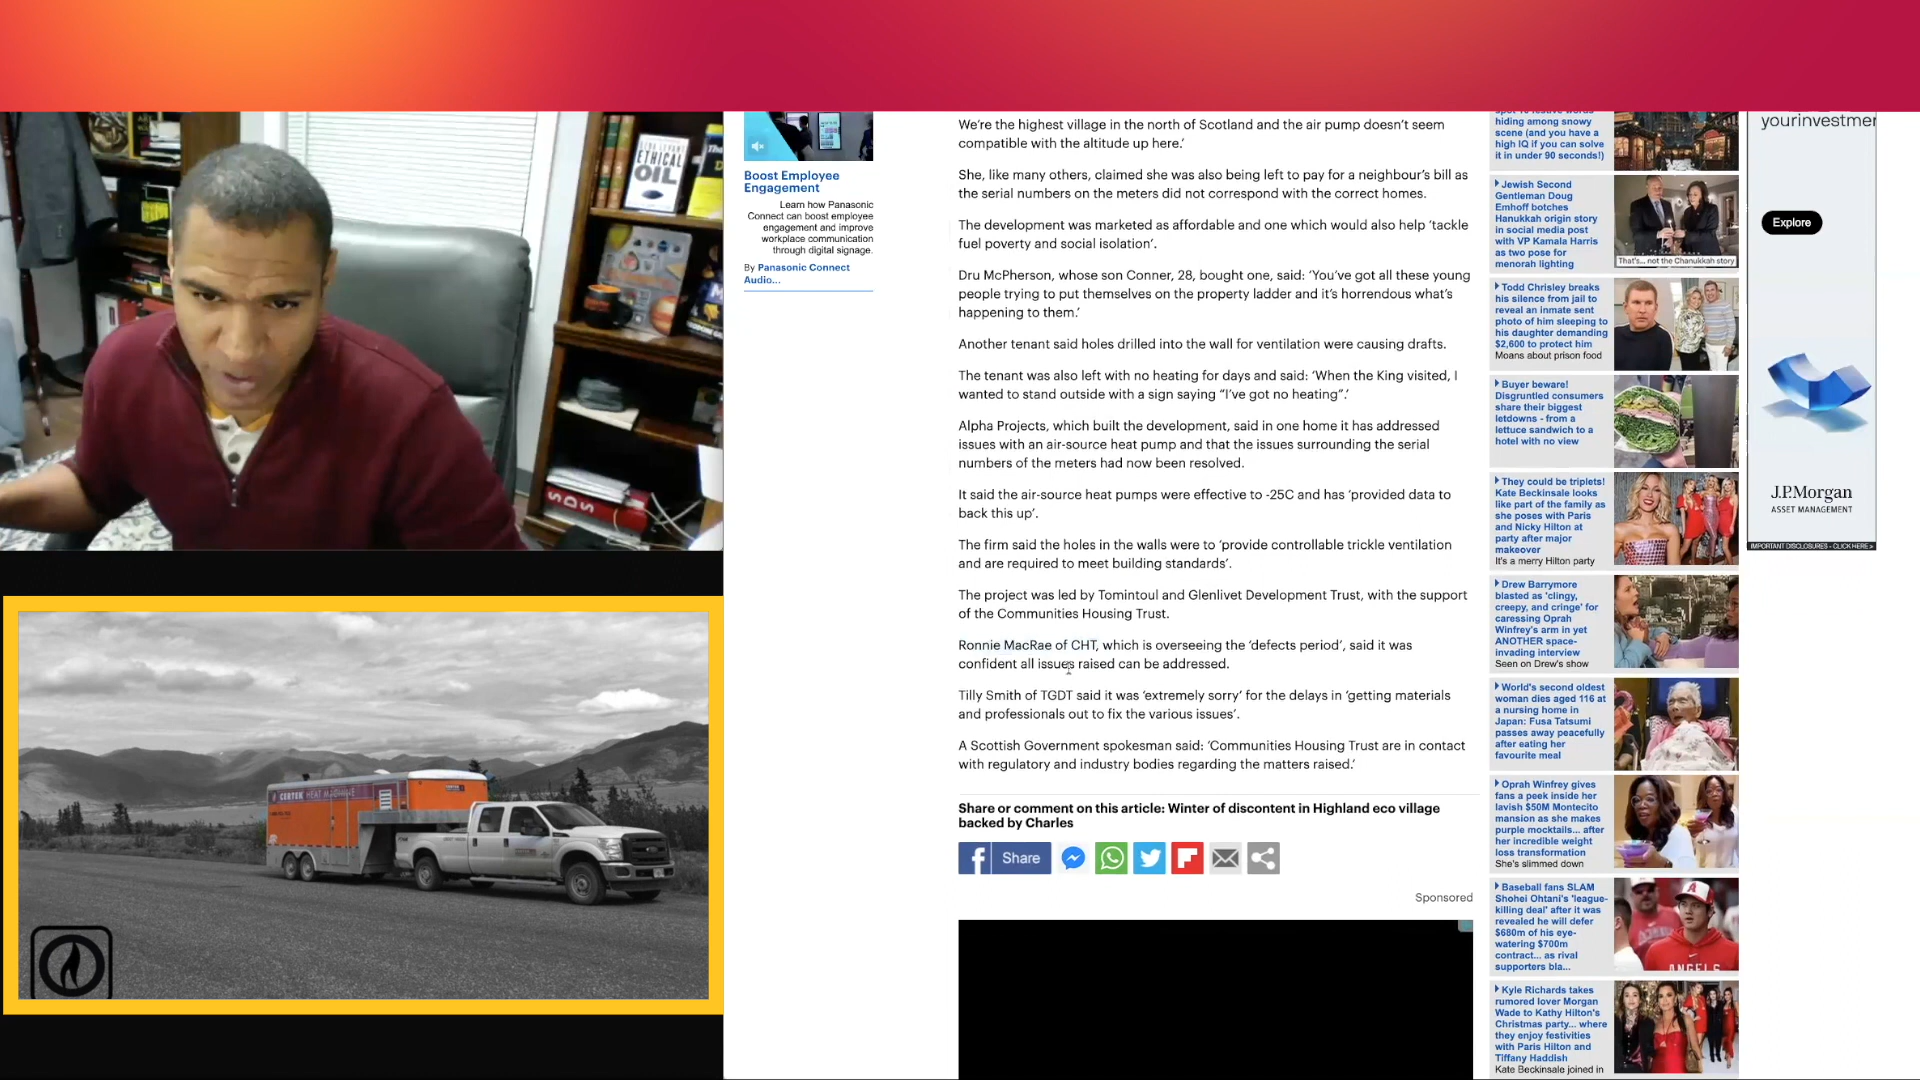 EZRA LEVANT
ETHICAL
OIL
SDS
CERTEK HEAT MACHINE
CERTEK
Boost Employee
Engagement
Learn how Panasonic
Connect can boost employee
engagement and improve
workplace communication
through digital signage.
By Panasonic Connect
Audio...
We're the highest village in the north of Scotland and the air pump doesn't seem
compatible with the altitude up here.'
She, like many others, claimed she was also being left to pay for a neighbour's bill as
the serial numbers on the meters did not correspond with the correct homes.
The development was marketed as affordable and one which would also help 'tackle
fuel poverty and social isolation'.
Dru McPherson, whose son Conner, 28, bought one, said: 'You've got all these young
people trying to put themselves on the property ladder and it's horrendous what's
happening to them.'
Another tenant said holes drilled into the wall for ventilation were causing drafts.
The tenant was also left with no heating for days and said: 'When the King visited, I
wanted to stand outside with a sign saying "I've got no heating".'
Alpha Projects, which built the development, said in one home it has addressed
issues with an air-source heat pump and that the issues surrounding the serial
numbers of the meters had now been resolved.
It said the air-source heat pumps were effective to -25C and has 'provided data to
back this up'.
The firm said the holes in the walls were to 'provide controllable trickle ventilation
and are required to meet building standards'.
The project was led by Tomintoul and Glenlivet Development Trust, with the support
of the Communities Housing Trust.
Ronnie MacRae of CHT, which is overseeing the 'defects period', said it was
confident all issues raised can be addressed.
Tilly Smith of TGDT said it was 'extremely sorry' for the delays in 'getting materials
and professionals out to fix the various issues'.
A Scottish Government spokesman said: 'Communities Housing Trust are in contact
with regulatory and industry bodies regarding the matters raised.'
Share or comment on this article: Winter of discontent in Highland eco village
backed by Charles
Share
Sponsored
hiding among snowy
scene (and you have a
high IQ if you can solve
it in under 90 seconds!)
Jewish Second
Gentleman Doug
Emhoff botches
Hanukkah origin story
in social media post
with VP Kamala Harris
as two pose for
menorah lighting
That's... not the Chanukkah story
Todd Chrisley breaks
his silence from jail to
reveal an inmate sent
photo of him sleeping to
his daughter demanding
$2,600 to protect him
Moans about prison food
Buyer beware!
Disgruntled consumers
share their biggest
letdowns - from a
lettuce sandwich to a
hotel with no view
They could be triplets!
Kate Beckinsale looks
like part of the family as
she poses with Paris
and Nicky Hilton at
party after major
makeover
It's a merry Hilton party
Drew Barrymore
blasted as 'clingy,
creepy, and cringe' for
caressing Oprah
Winfrey's arm in yet
ANOTHER space-
invading interview
Seen on Drew's show
World's second oldest
woman dies aged 116 at
a nursing home in
Japan: Fusa Tatsumi
passes away peacefully
after eating her
favourite meal
Oprah Winfrey gives
fans a peek inside her
lavish $50M Montecito
mansion as she makes
purple mocktails... after
her incredible weight
loss transformation
She's slimmed down
Baseball fans SLAM
Shohei Ohtani's 'league-
killing deal' after it was
revealed he will defer
$680m of his eye-
watering $700m
contract... as rival
supporters bla...
ANGELS
Kyle Richards takes
rumored lover Morgan
Wade to Kathy Hilton's
Christmas party... where
they enjoy festivities
with Paris Hilton and
Tiffany Haddish
Kate Beckinsale joined in
yourinvestmen
Explore
J.P.Morgan
ASSET MANAGEMENT
IMPORTANT DISCLOSURES - CLICK HERE »